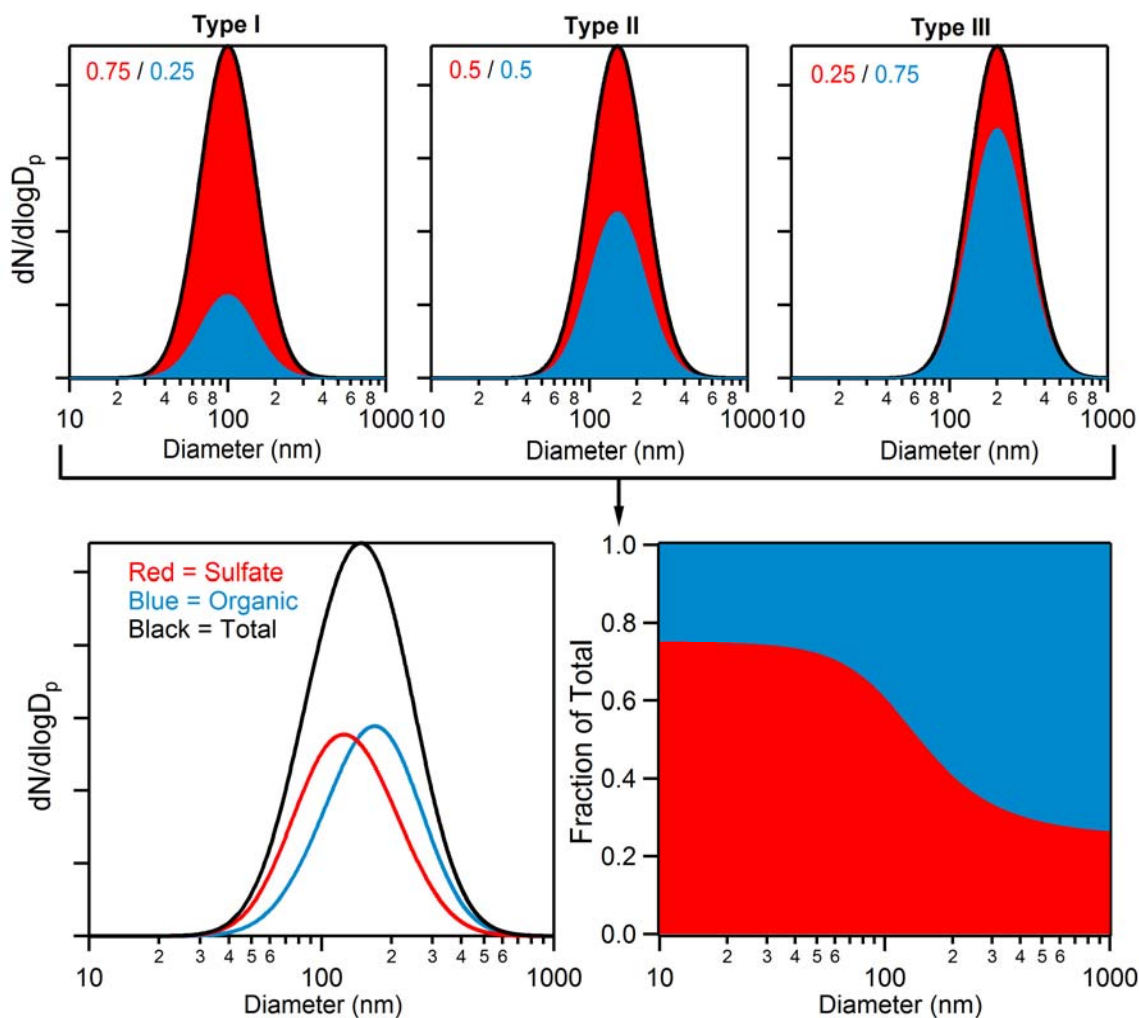 Type I
Type II
Type III
0.75 / 0.25
0.5 / 0.5
0.25 / 0.75
dN/dlogDp
10 2 4 6 8 100 2 4 6 8 1000
10 2 4 6 8 100 2 4 6 8 1000
10 2 4 6 8 100 2 4 6 8 1000
Diameter (nm)
Diameter (nm)
Diameter (nm)
Red = Sulfate
Blue = Organic
Black = Total
dN/dlogDp
10 2 3 4 5 6 100 2 3 4 5 6 1000
Diameter (nm)
Fraction of Total
1.0
0.8
0.6
0.4
0.2
0.0
10 2 3 4 5 6 100 2 3 4 5 6 1000
Diameter (nm)